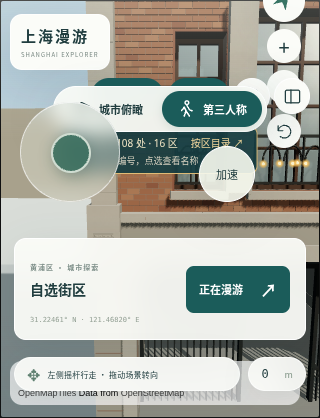 上海漫游
SHANGHAI EXPLORER
+
城市俯瞰
第三人称
108 处 · 16 区 按区目录 ↗
编号，点选查看名称
加速
黄浦区 · 城市探索
自选街区
正在漫游 ↗
31.22461° N · 121.46820° E
左侧摇杆行走 · 拖动场景转向
0 m
OpenMapTiles Data from OpenStreetMap